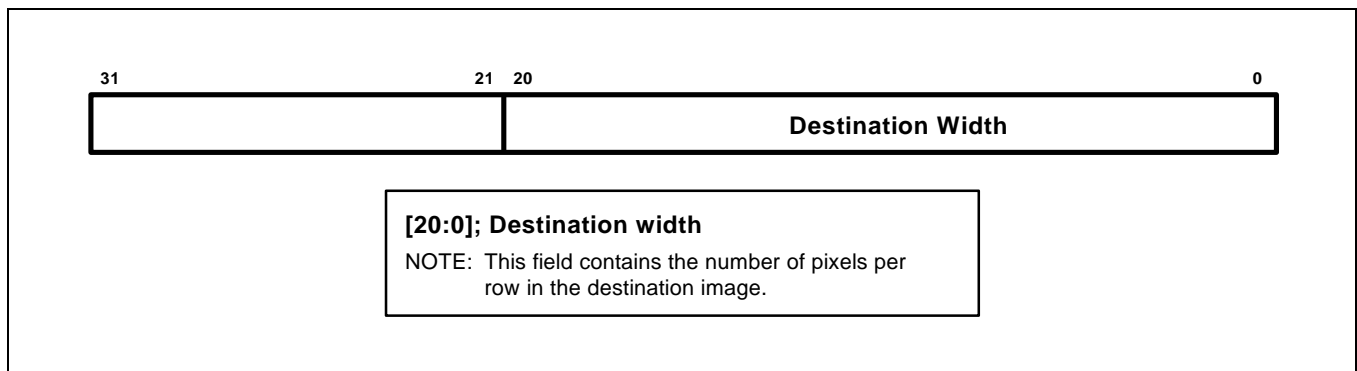 31 21 20 0
Destination Width
[20:0]; Destination width
NOTE: This field contains the number of pixels per
row in the destination image.